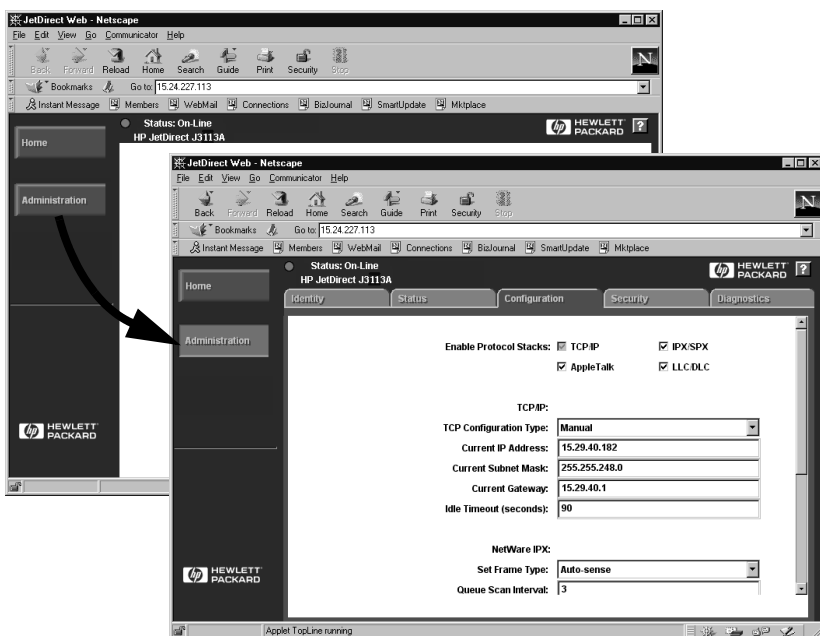 JetDirect Web - Netscape
File Edit View Go Communicator Help
Back Forward Reload Home Search Guide Print Security Stop
N
Bookmarks Go to: 15.24.227.113
Instant Message Members WebMail Connections BizJournal SmartUpdate Mktplace
Status: On-Line
HP JetDirect J3113A
hp HEWLETT PACKARD ?
Home
Administration
hp HEWLETT PACKARD
JetDirect Web - Netscape
File Edit View Go Communicator Help
Back Forward Reload Home Search Guide Print Security Stop
N
Bookmarks Go to: 15.24.227.113
Instant Message Members WebMail Connections BizJournal SmartUpdate Mktplace
Status: On-Line
HP JetDirect J3113A
hp HEWLETT PACKARD ?
Home
Administration
Identity Status Configuration Security Diagnostics
Enable Protocol Stacks: TCP/IP IPX/SPX
AppleTalk LLC/DLC
TCP/IP:
TCP Configuration Type: Manual
Current IP Address: 15.29.40.182
Current Subnet Mask: 255.255.248.0
Current Gateway: 15.29.40.1
Idle Timeout (seconds): 90
NetWare IPX:
Set Frame Type: Auto-sense
Queue Scan Interval: 3
hp HEWLETT PACKARD
Applet TopLine running